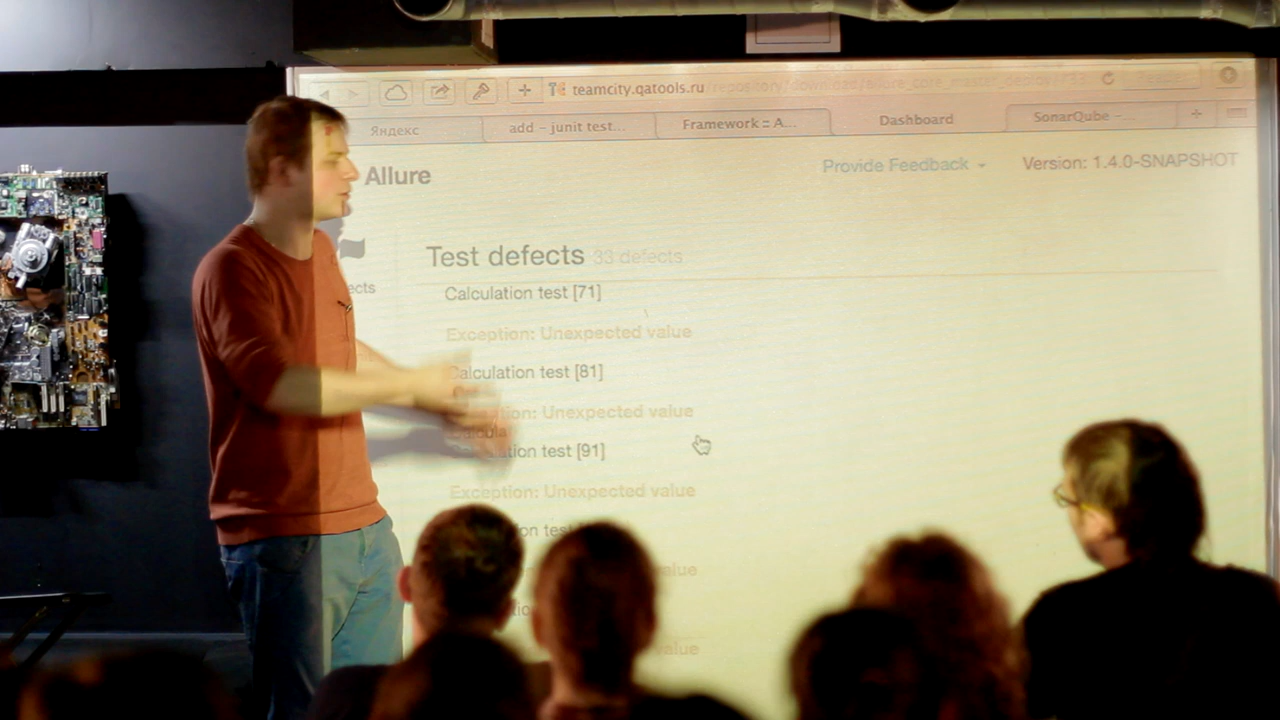 teamcity.qatools.ru
Яндекс
add - junit test...
Framework :: A...
Dashboard
SonarQube -...
Allure
Provide Feedback
Version: 1.4.0-SNAPSHOT
Test defects 33 defects
Calculation test [71]
Exception: Unexpected value
Calculation test [81]
Unexpected value
test [91]
Exception: Unexpected value